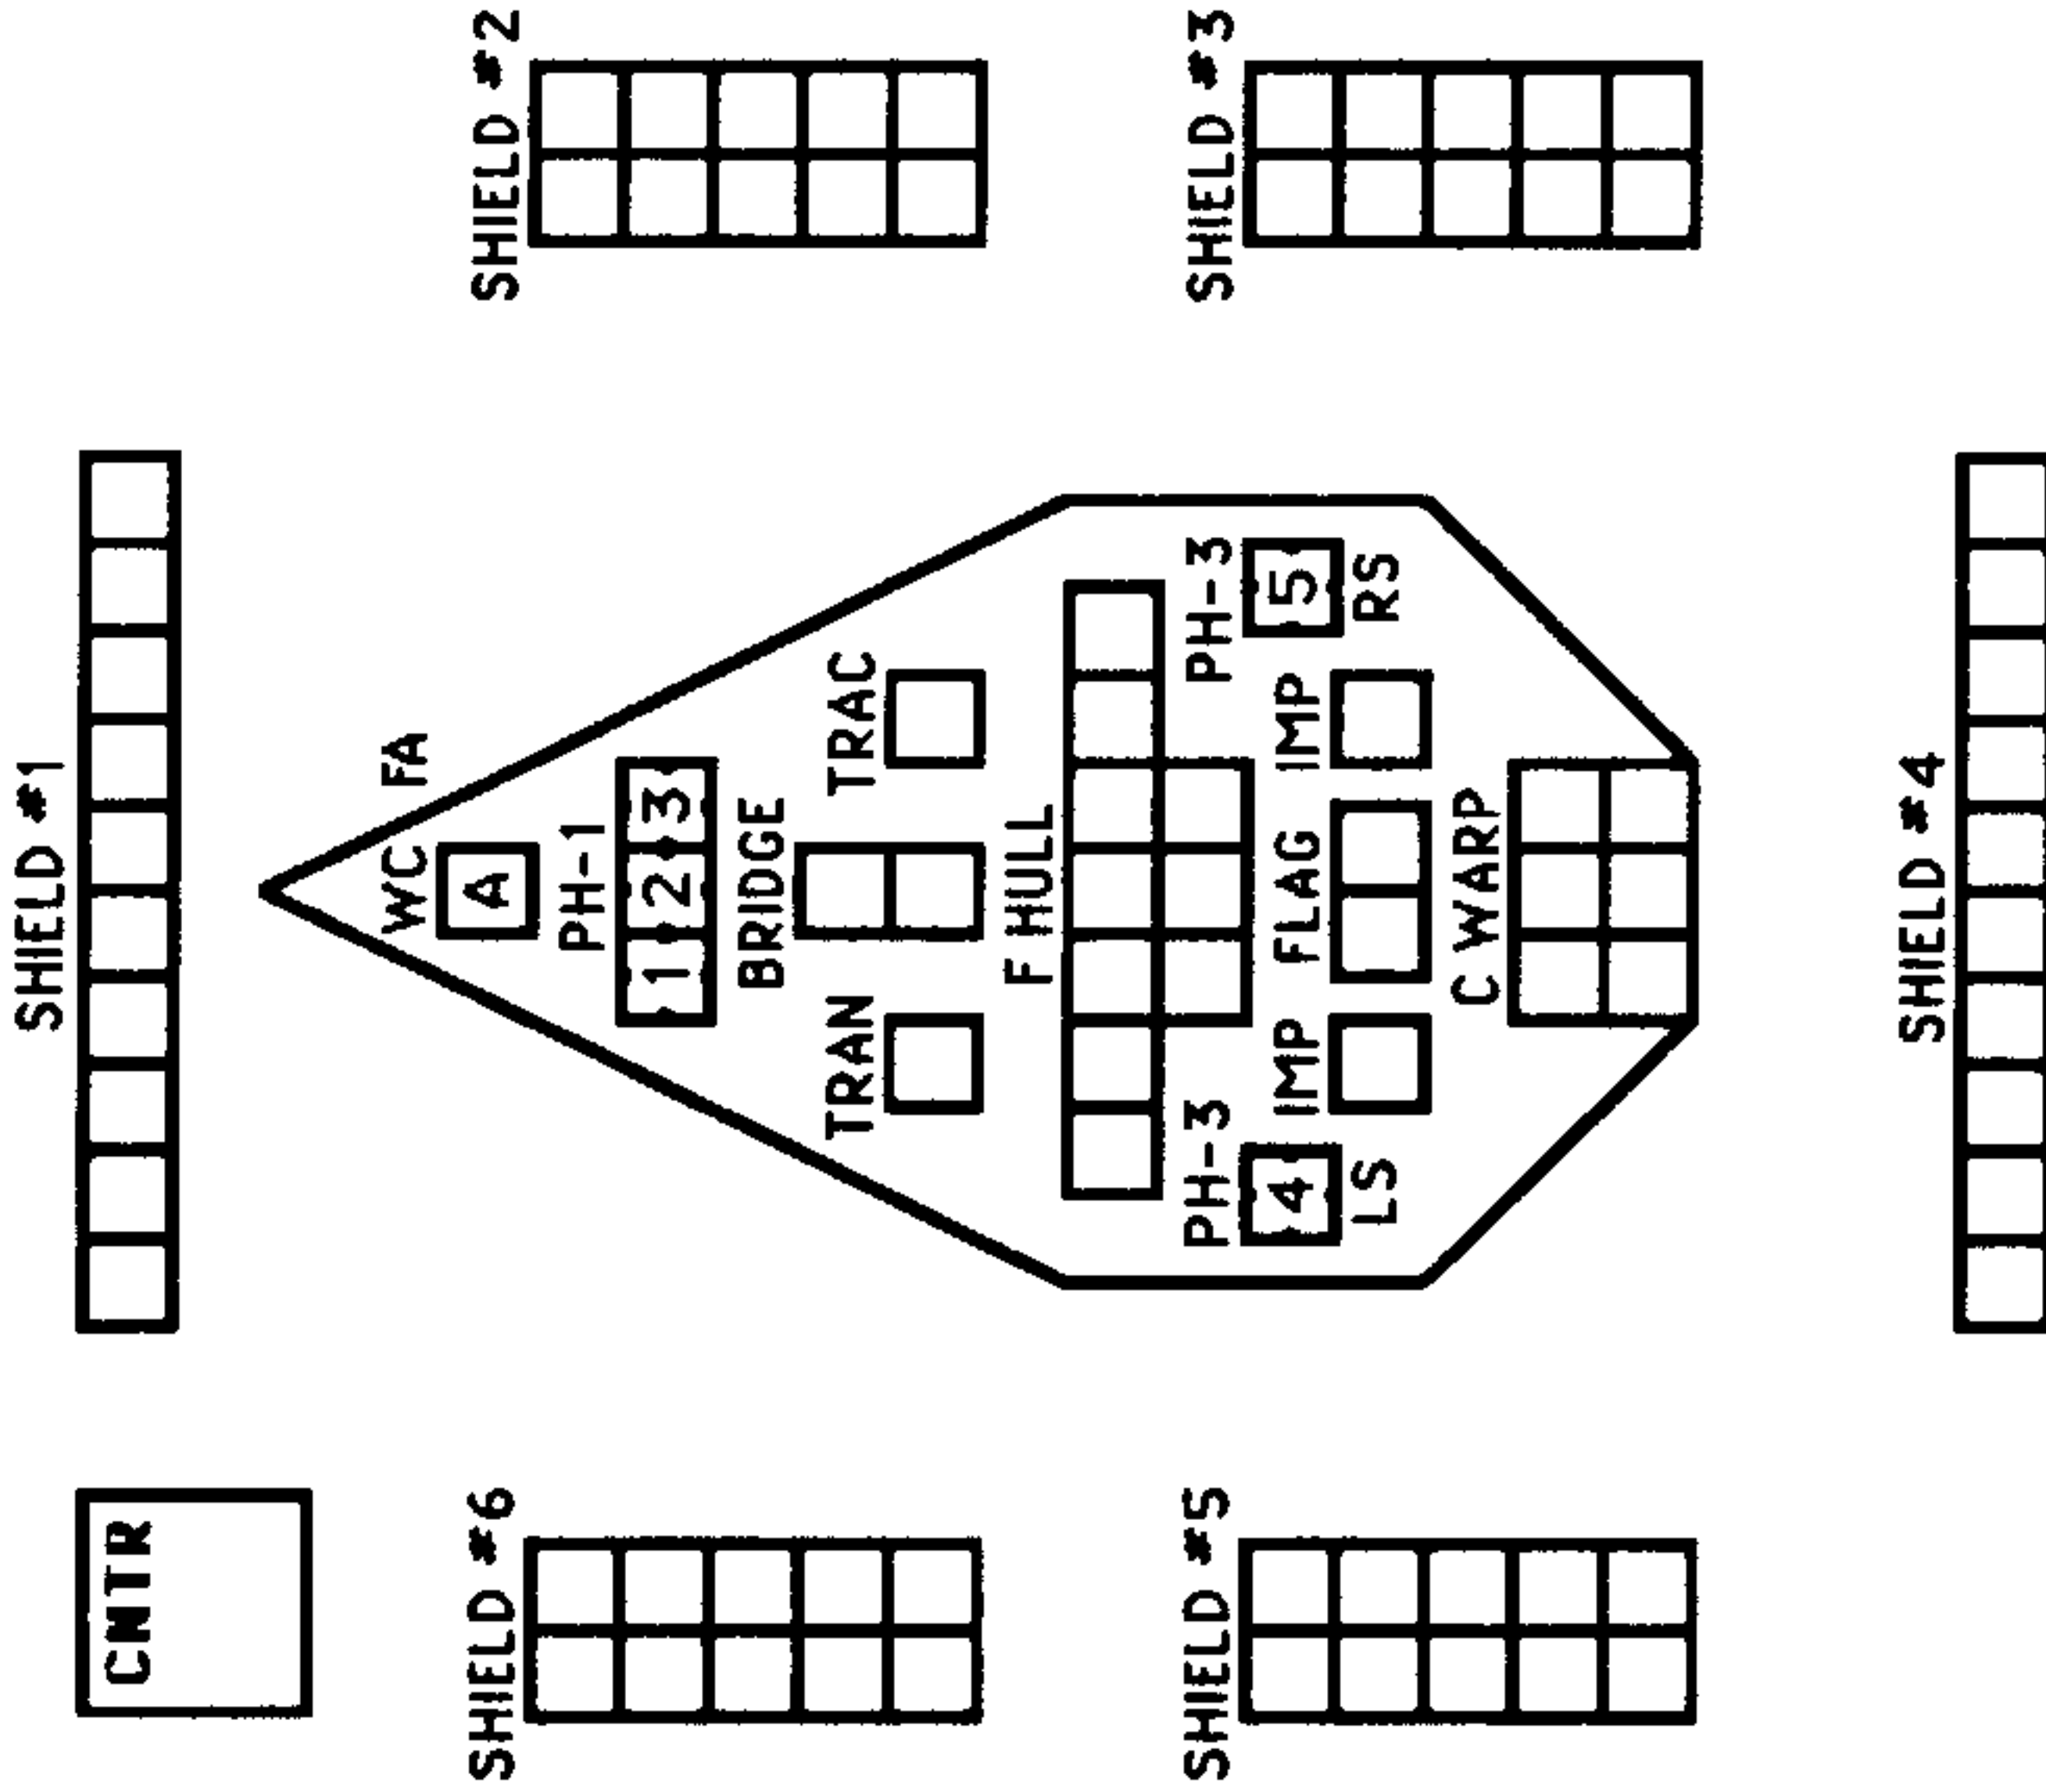 SHIELD #1
CNTR
SHIELD #6
SHIELD #2
WC FA
A
PH-1
1 2 3
BRIDGE
TRAN
TRAC
F HULL
PH-3
4
LS
PH-3
5
RS
IMP
FLAG
IMP
C WARP
SHIELD #5
SHIELD #3
SHIELD #4